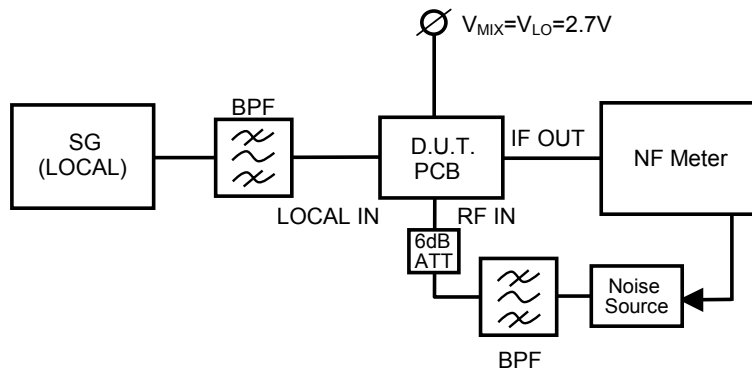 V_MIX=V_LO=2.7V
BPF
SG
(LOCAL)
D.U.T.
PCB
IF OUT
NF Meter
LOCAL IN
RF IN
6dB
ATT
Noise
Source
BPF